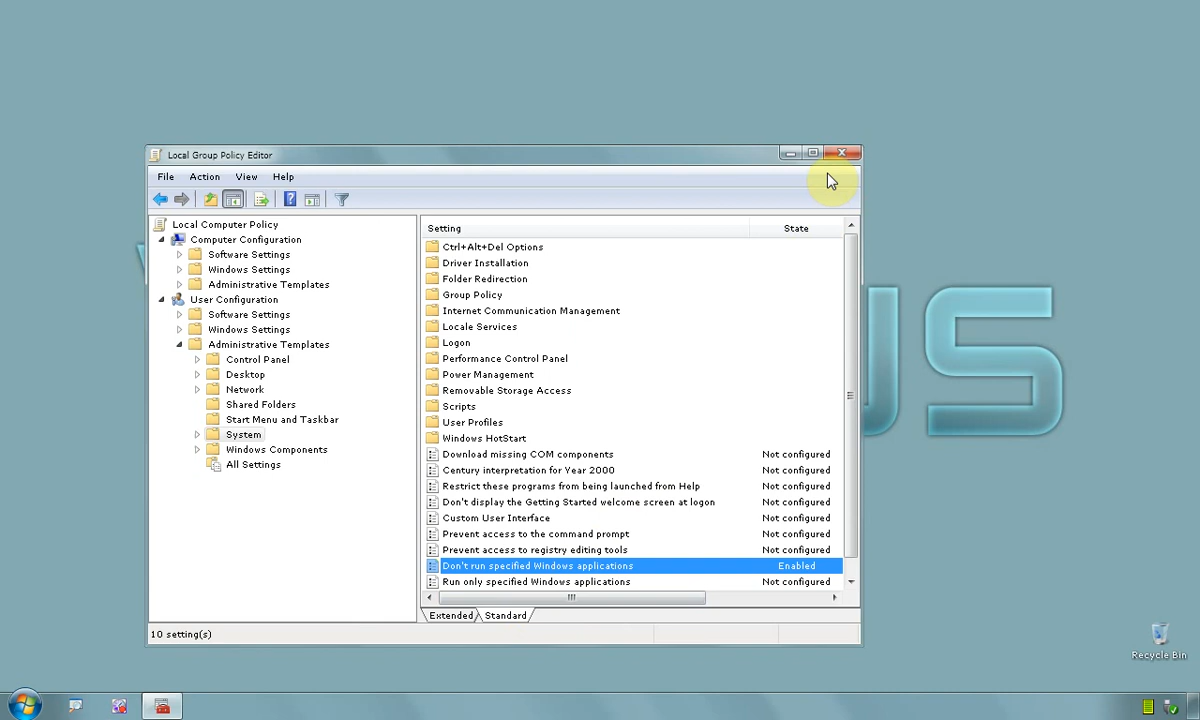 Local Group Policy Editor
File Action View Help
Local Computer Policy
Computer Configuration
Software Settings
Windows Settings
Administrative Templates
User Configuration
Software Settings
Windows Settings
Administrative Templates
Control Panel
Desktop
Network
Shared Folders
Start Menu and Taskbar
System
Windows Components
All Settings
Setting State
Ctrl+Alt+Del Options
Driver Installation
Folder Redirection
Group Policy
Internet Communication Management
Locale Services
Logon
Performance Control Panel
Power Management
Removable Storage Access
Scripts
User Profiles
Windows HotStart
Download missing COM components Not configured
Century interpretation for Year 2000 Not configured
Restrict these programs from being launched from Help Not configured
Don't display the Getting Started welcome screen at logon Not configured
Custom User Interface Not configured
Prevent access to the command prompt Not configured
Prevent access to registry editing tools Not configured
Don't run specified Windows applications Enabled
Run only specified Windows applications Not configured
Extended Standard
10 setting(s)
Recycle Bin